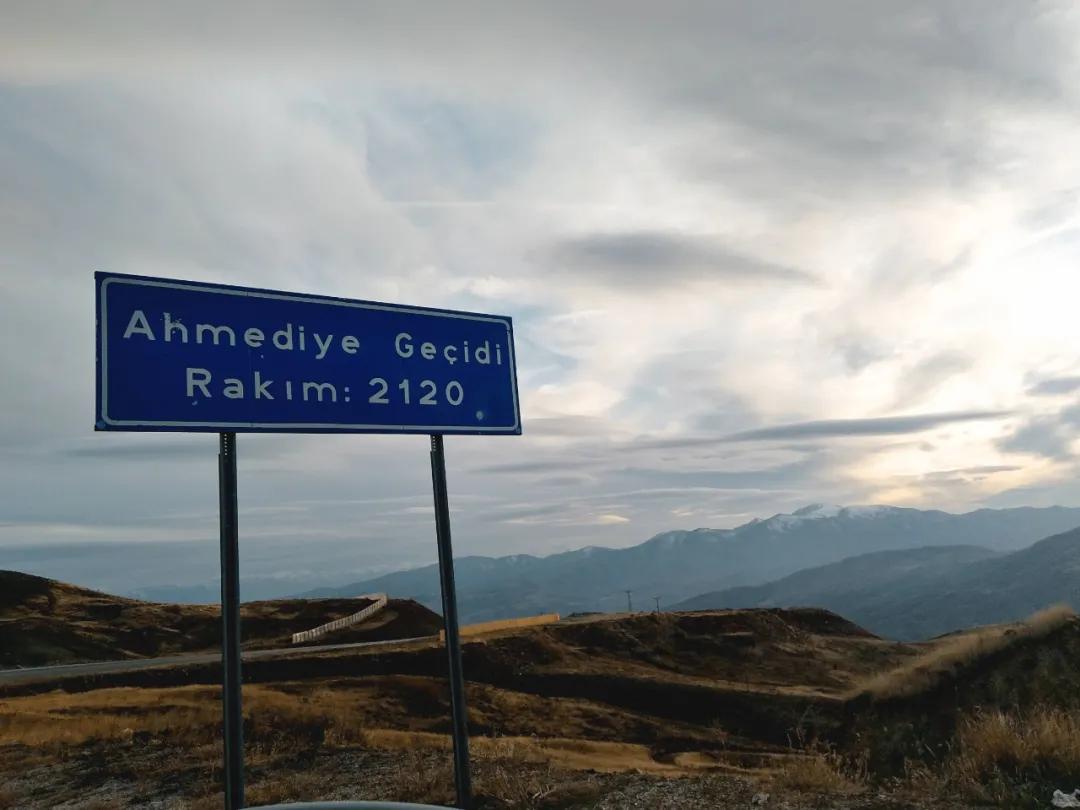 Ahmediye Geçidi
Rakım: 2120